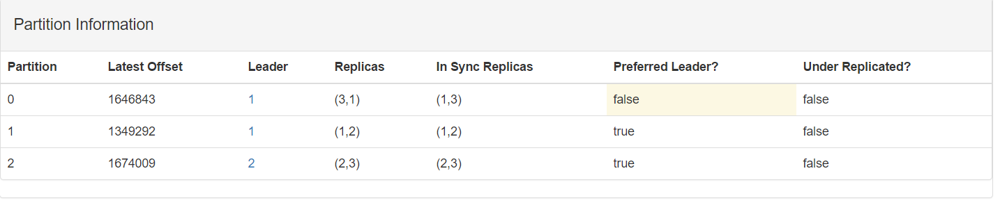 Partition Information
Partition Latest Offset Leader Replicas In Sync Replicas Preferred Leader? Under Replicated?
0 1646843 1 (3,1) (1,3) false false
1 1349292 1 (1,2) (1,2) true false
2 1674009 2 (2,3) (2,3) true false